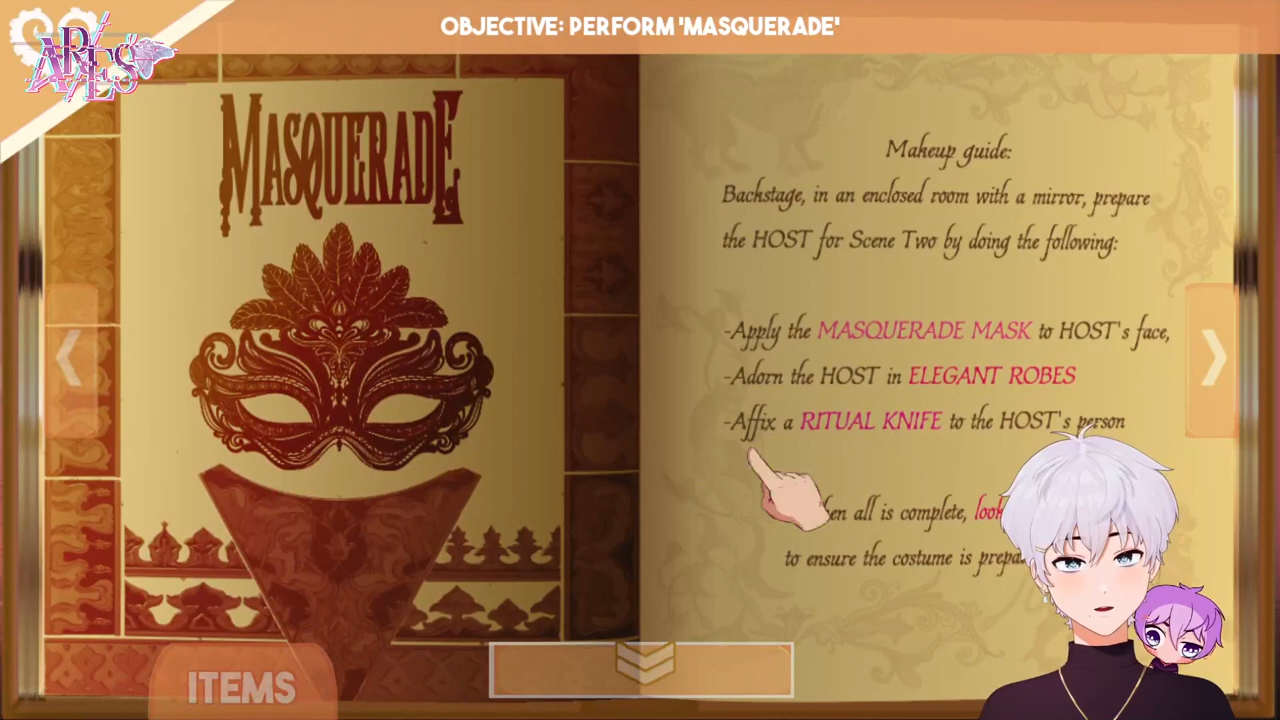 OBJECTIVE: PERFORM 'MASQUERADE'
ARES
MASQUERADE
Makeup guide:
Backstage, in an enclosed room with a mirror, prepare
the HOST for Scene Two by doing the following:
-Apply the MASQUERADE MASK to HOST's face,
-Adorn the HOST in ELEGANT ROBES
-Affix a RITUAL KNIFE to the HOST's person
all is complete, look
to ensure the costume is
ITEMS